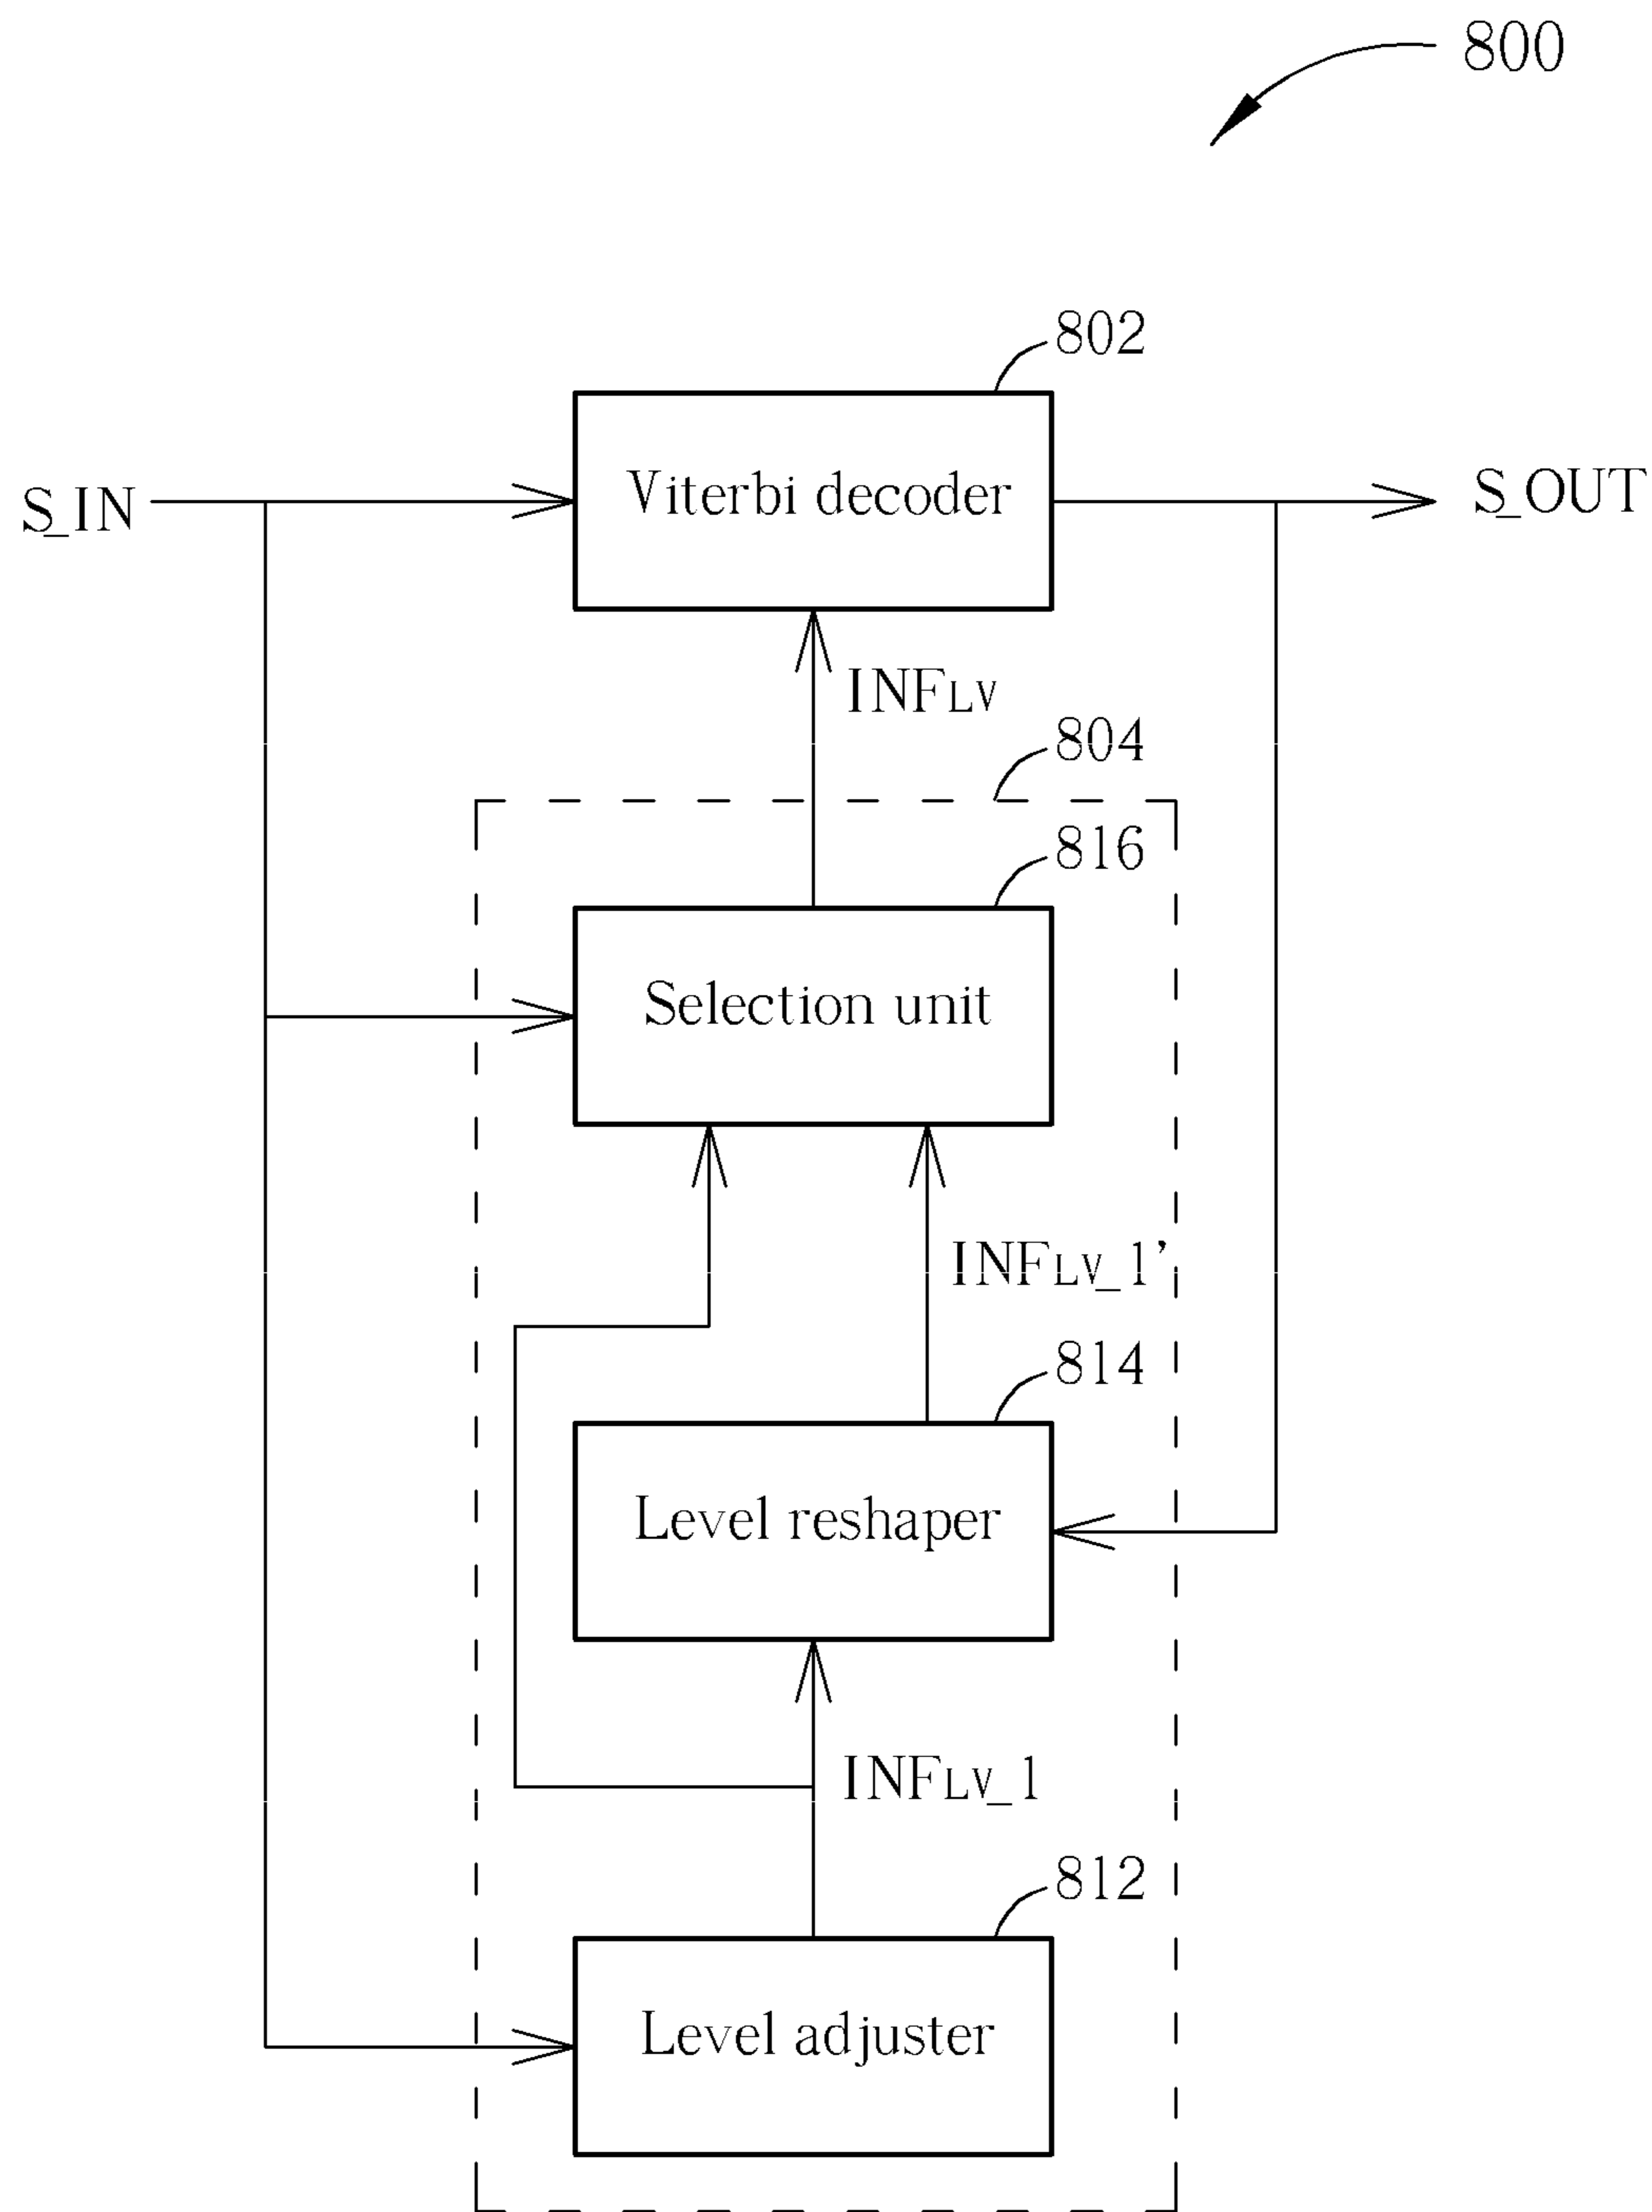 800
802
S_IN
Viterbi decoder
S_OUT
INFLV
804
816
Selection unit
INFLV_1’
814
Level reshaper
INFLV_1
812
Level adjuster